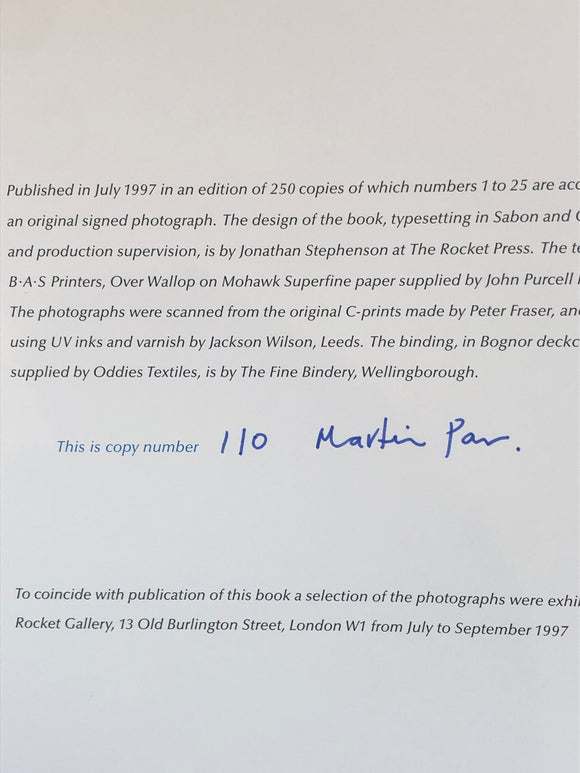 Published in July 1997 in an edition of 250 copies of which numbers 1 to 25 are acc
an original signed photograph. The design of the book, typesetting in Sabon and
and production supervision, is by Jonathan Stephenson at The Rocket Press. The te
B·A·S Printers, Over Wallop on Mohawk Superfine paper supplied by John Purcell
The photographs were scanned from the original C-prints made by Peter Fraser, an
using UV inks and varnish by Jackson Wilson, Leeds. The binding, in Bognor deckc
supplied by Oddies Textiles, is by The Fine Bindery, Wellingborough.
This is copy number 110 Martin Parr.
To coincide with publication of this book a selection of the photographs were exhi
Rocket Gallery, 13 Old Burlington Street, London W1 from July to September 1997